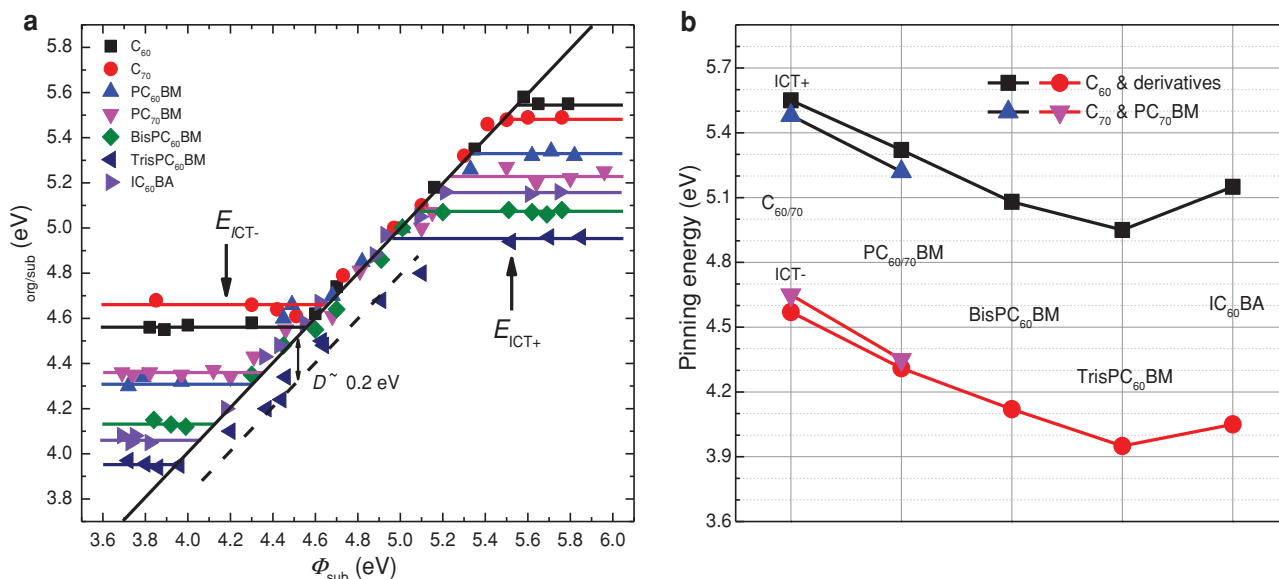 a
5.8
5.6
5.4
5.2
5.0
4.8
4.6
4.4
4.2
4.0
3.8
org/sub (eV)
C60
C70
PC60BM
PC70BM
BisPC60BM
TrisPC60BM
IC60BA
EICT-
EICT+
D ~ 0.2 eV
3.6 3.8 4.0 4.2 4.4 4.6 4.8 5.0 5.2 5.4 5.6 5.8 6.0
Φsub (eV)
b
5.7
5.4
5.1
4.8
4.5
4.2
3.9
3.6
Pinning energy (eV)
ICT+
C60 & derivatives
C70 & PC70BM
C60/70
PC60/70BM
ICT-
BisPC60BM
IC60BA
TrisPC60BM